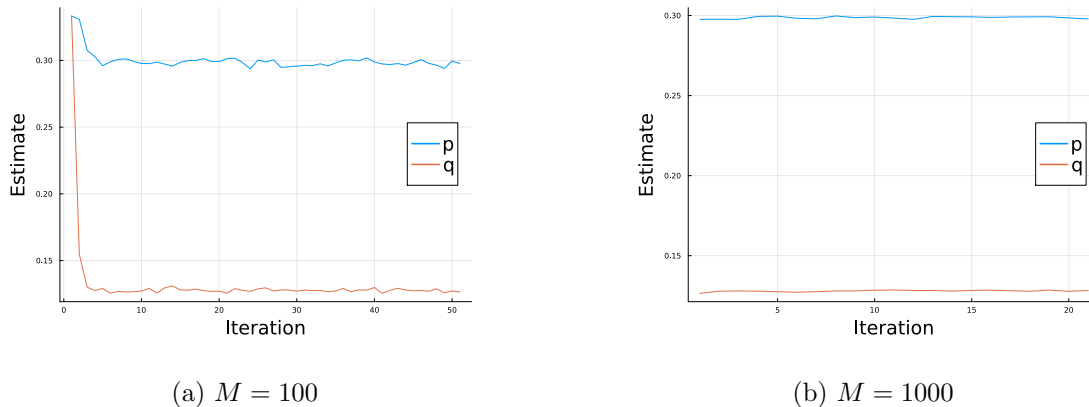 0.30
0.25
0.20
0.15
Estimate
0 10 20 30 40 50
Iteration
p
q
(a) M = 100
0.30
0.25
0.20
0.15
Estimate
5 10 15 20
Iteration
p
q
(b) M = 1000